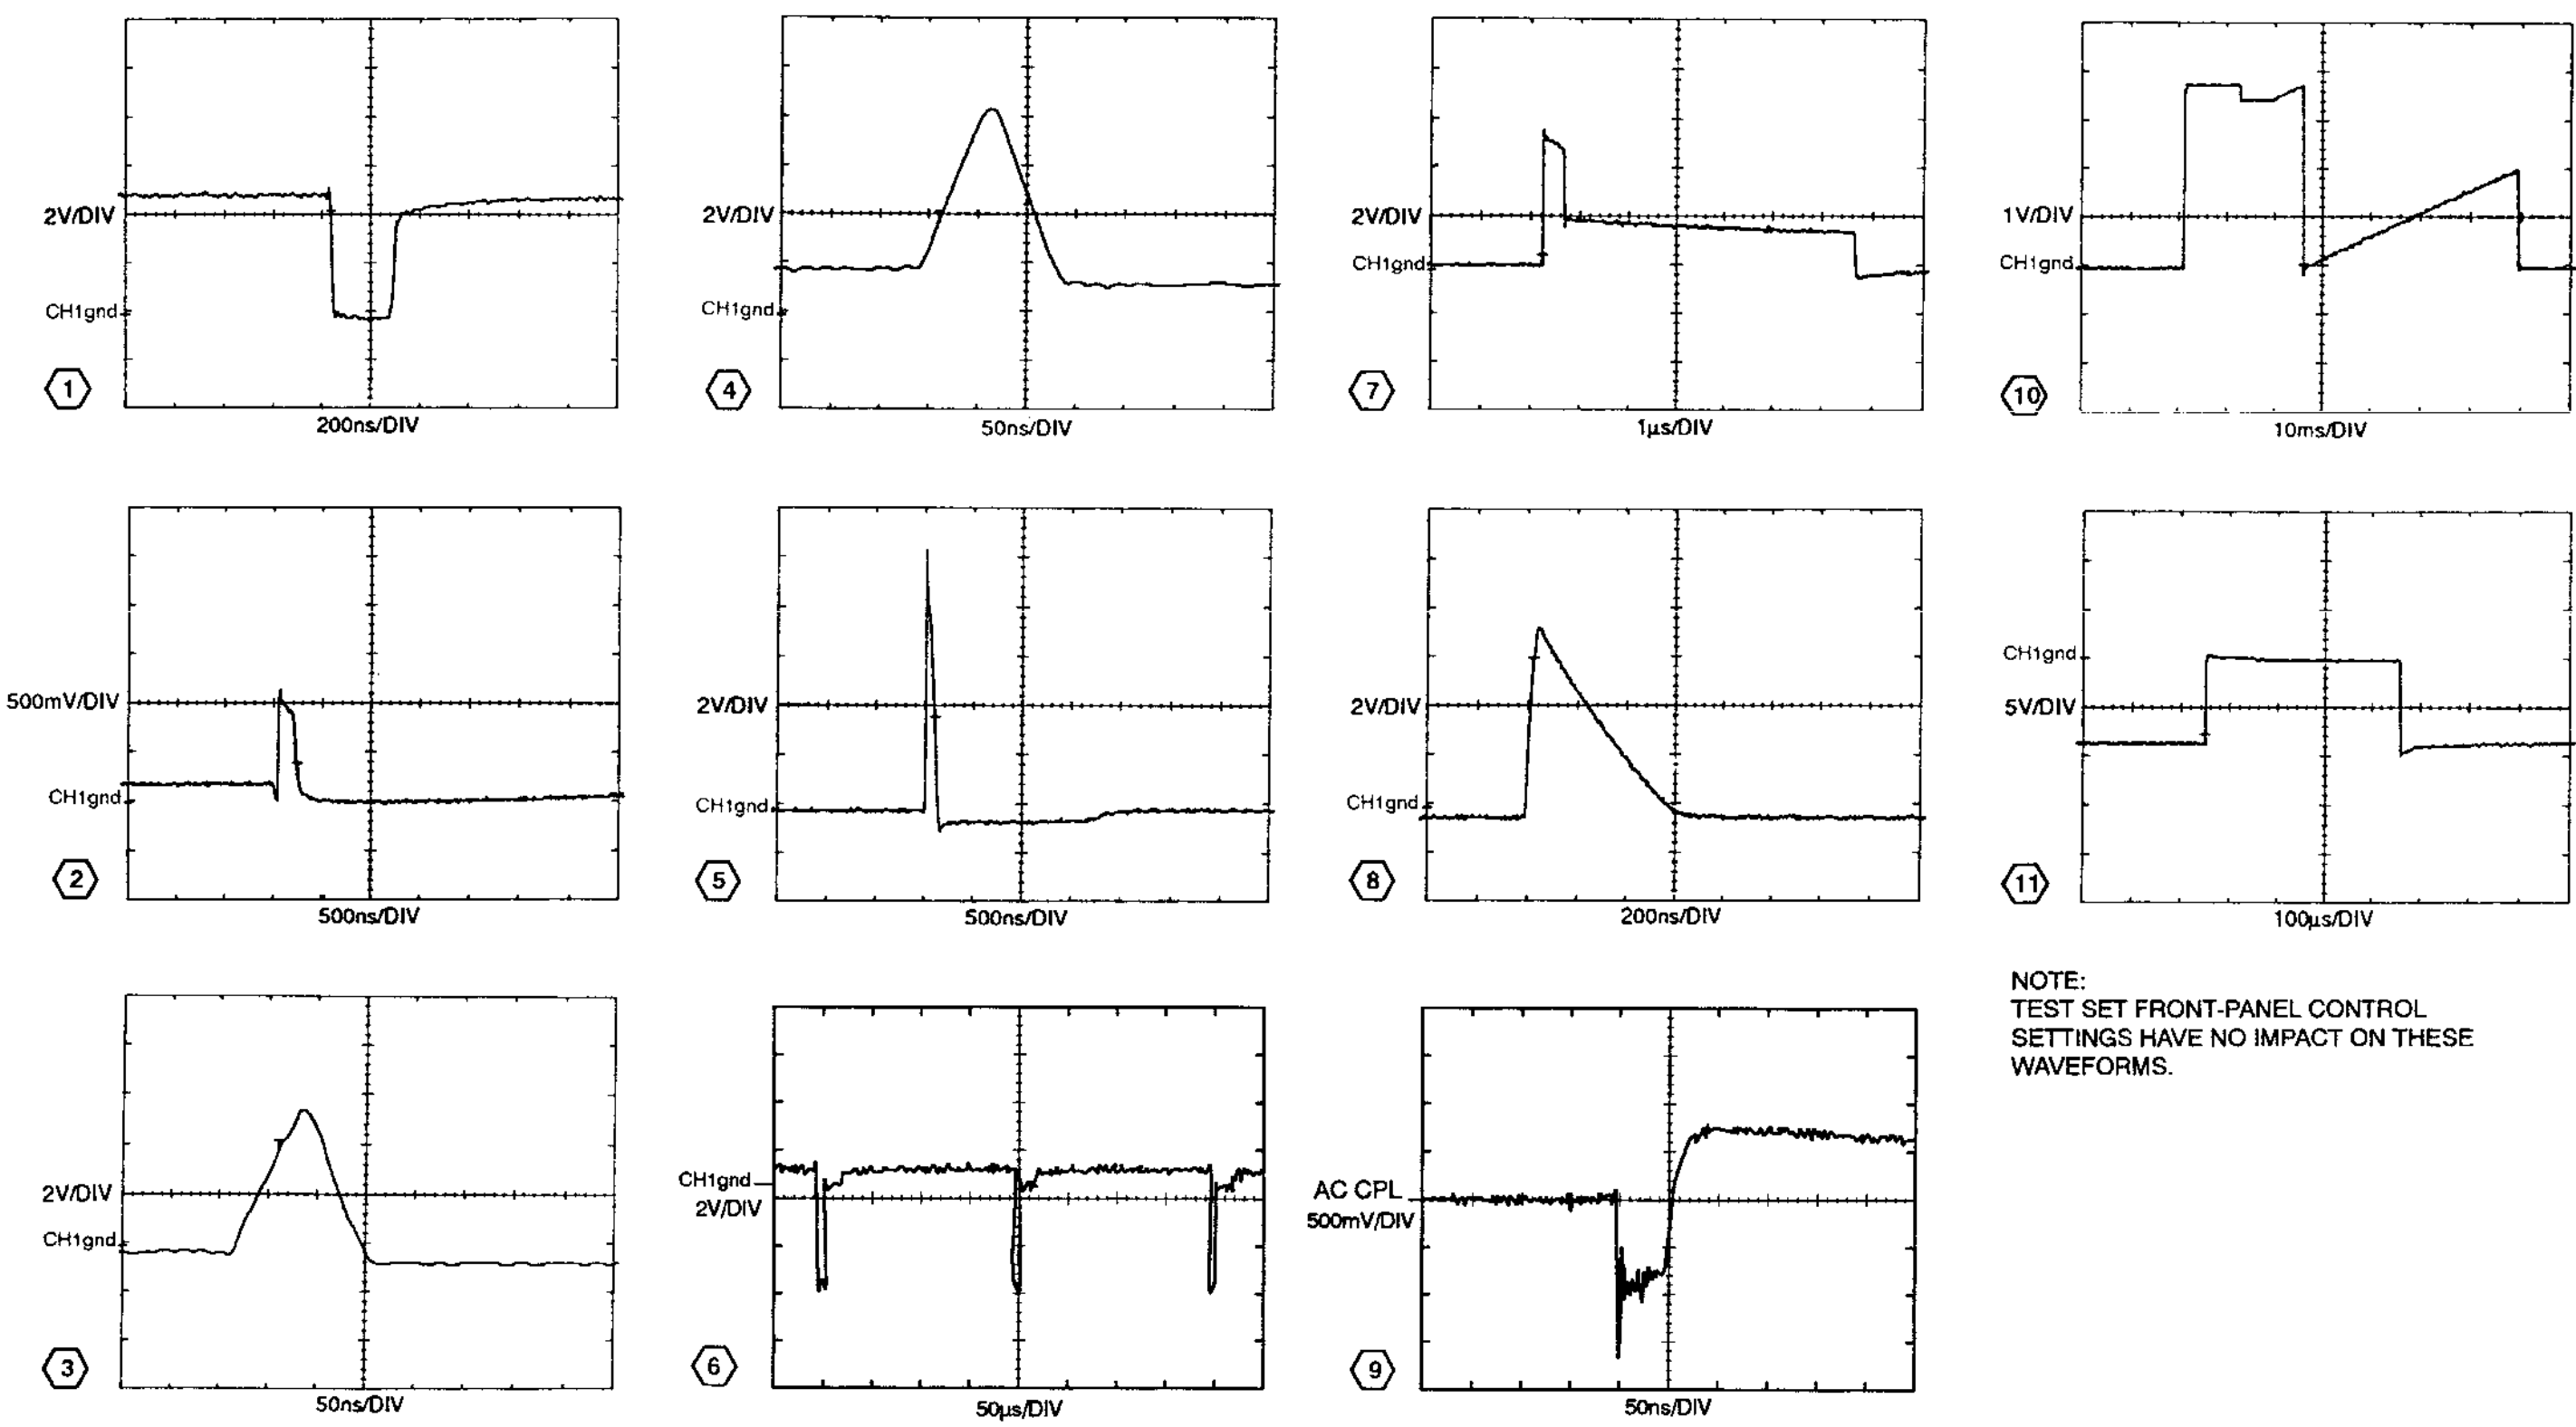 2V/DIV
CH1gnd
1
200ns/DIV
2V/DIV
CH1gnd
4
50ns/DIV
2V/DIV
CH1gnd
7
1µs/DIV
1V/DIV
CH1gnd
10
10ms/DIV
500mV/DIV
CH1gnd
2
500ns/DIV
2V/DIV
CH1gnd
5
500ns/DIV
2V/DIV
CH1gnd
8
200ns/DIV
CH1gnd
5V/DIV
11
100µs/DIV
2V/DIV
CH1gnd
3
50ns/DIV
CH1gnd
2V/DIV
6
50µs/DIV
AC CPL
500mV/DIV
9
50ns/DIV
NOTE:
TEST SET FRONT-PANEL CONTROL
SETTINGS HAVE NO IMPACT ON THESE
WAVEFORMS.